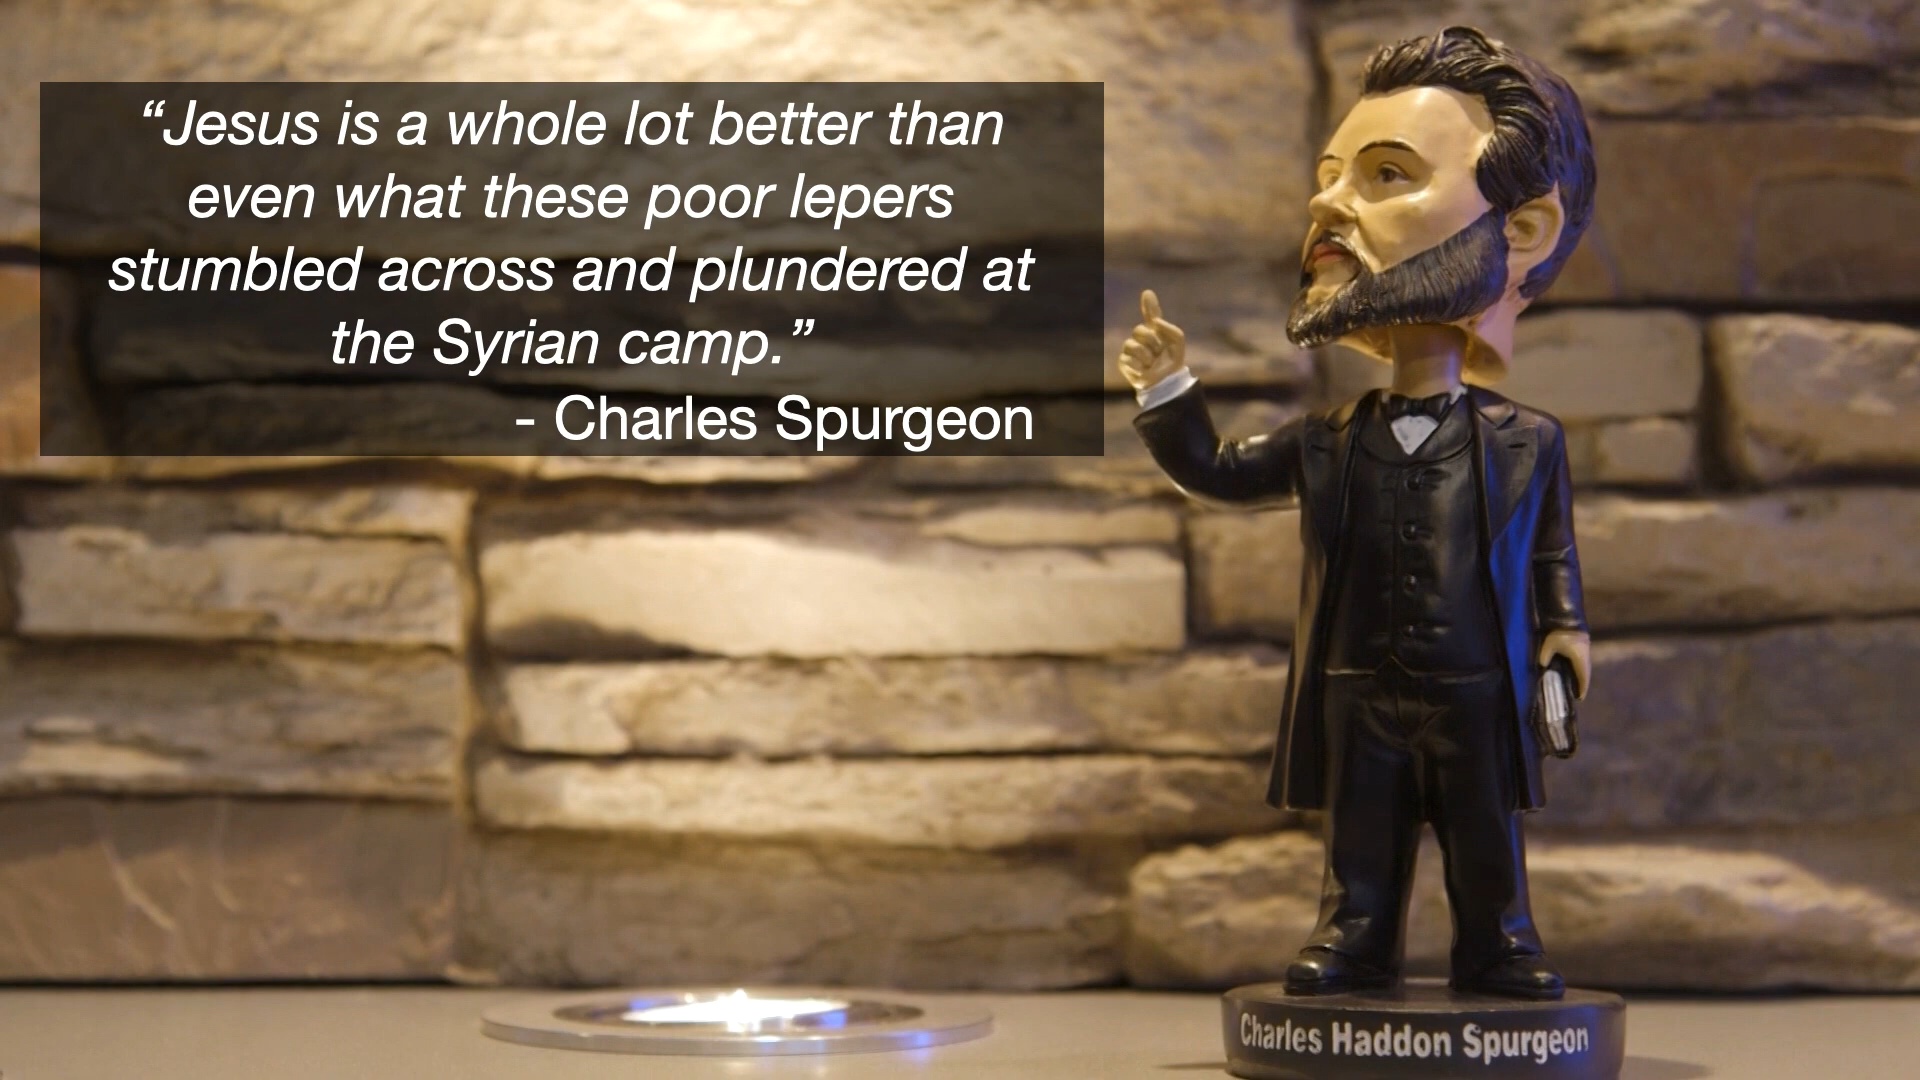 “Jesus is a whole lot better than
even what these poor lepers
stumbled across and plundered at
the Syrian camp.”
- Charles Spurgeon
Charles Haddon Spurgeon